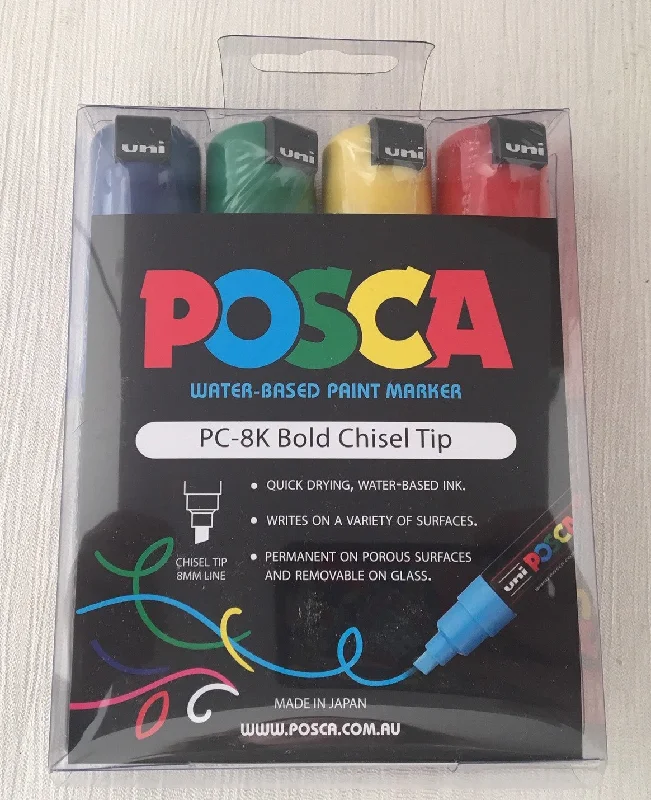 uni uni uni uni
POSCA
WATER-BASED PAINT MARKER
PC-8K Bold Chisel Tip
• QUICK DRYING, WATER-BASED INK.
• WRITES ON A VARIETY OF SURFACES.
• PERMANENT ON POROUS SURFACES
AND REMOVABLE ON GLASS.
CHISEL TIP
8MM LINE
uni POSCA
MADE IN JAPAN
WWW.POSCA.COM.AU